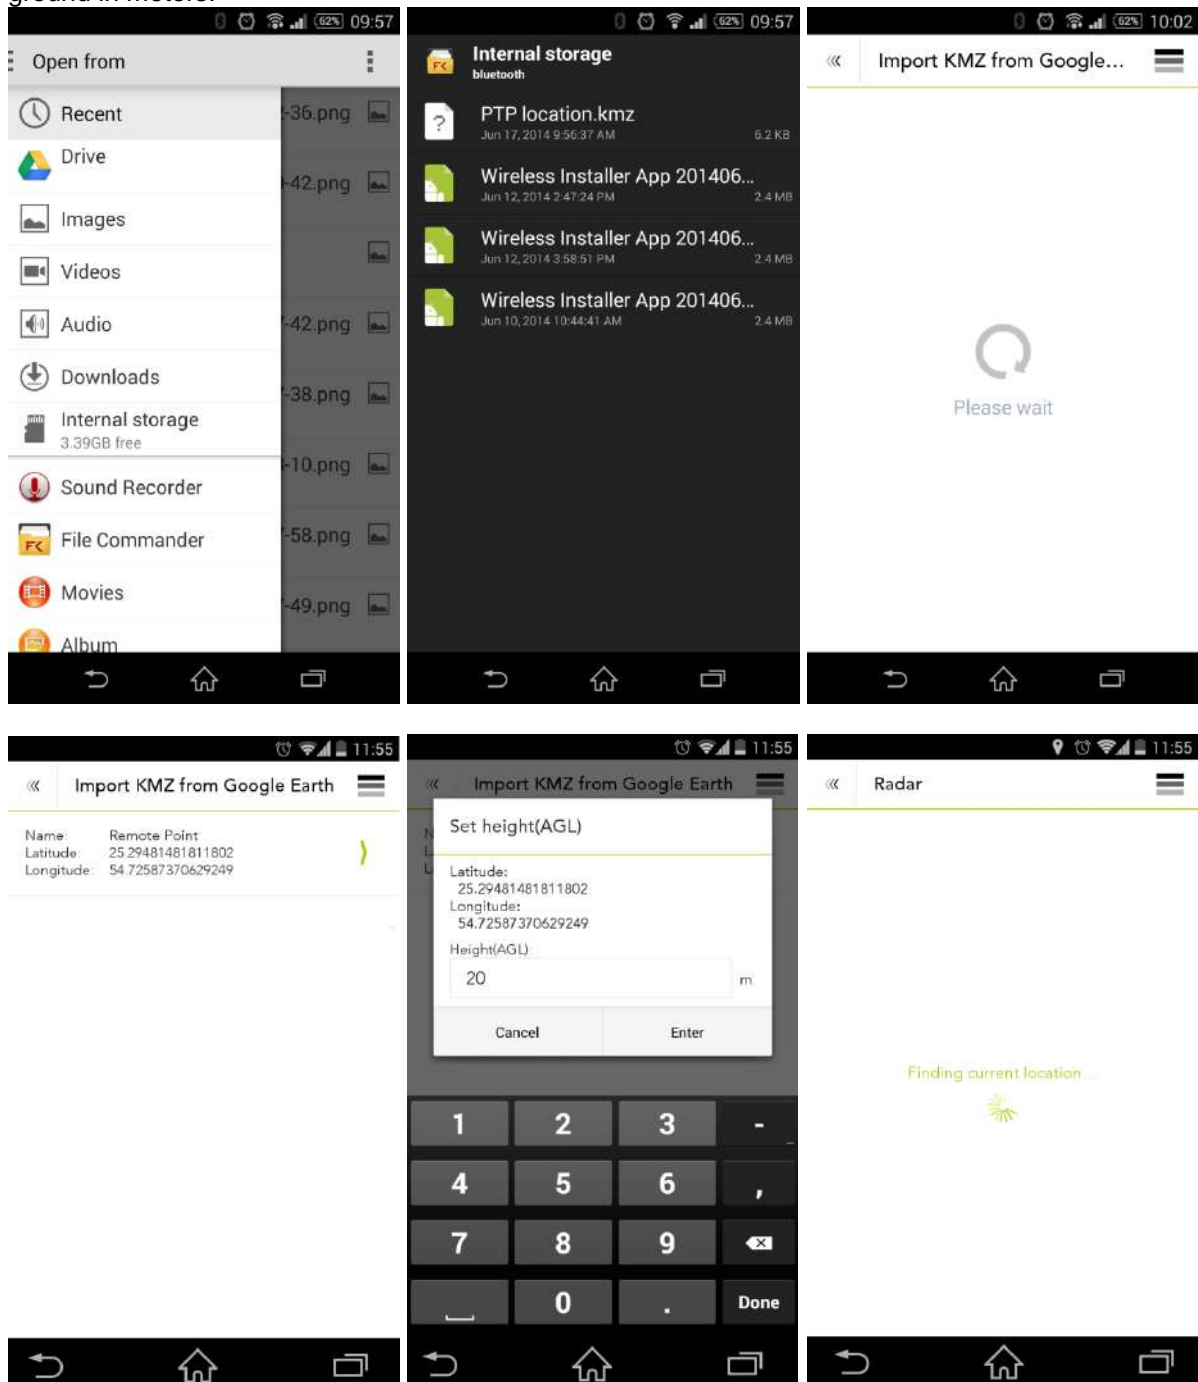 09:57
Open from
Recent
Drive
Images
Videos
Audio
Downloads
Internal storage
3.39GB free
Sound Recorder
File Commander
Movies
Album
-36.png
-42.png
-42.png
-38.png
-10.png
-58.png
-49.png
62% 09:57
Internal storage
bluetooth
PTP location.kmz
Jun 17, 2014 9:56:37 AM 6.2 KB
Wireless Installer App 201406...
Jun 12, 2014 2:47:24 PM 2.4 MB
Wireless Installer App 201406...
Jun 12, 2014 3:58:51 PM 2.4 MB
Wireless Installer App 201406...
Jun 10, 2014 10:44:41 AM 2.4 MB
62% 10:02
Import KMZ from Google...
Please wait
11:55
Import KMZ from Google Earth
Name: Remote Point
Latitude: 25.29481481811802
Longitude: 54.72587370629249
11:55
Import KMZ from Google Earth
Set height(AGL)
Latitude:
25.29481481811802
Longitude:
54.72587370629249
Height(AGL):
20 m
Cancel Enter
1 2 3 -
4 5 6 ,
7 8 9
0 . Done
11:55
Radar
Finding current location...